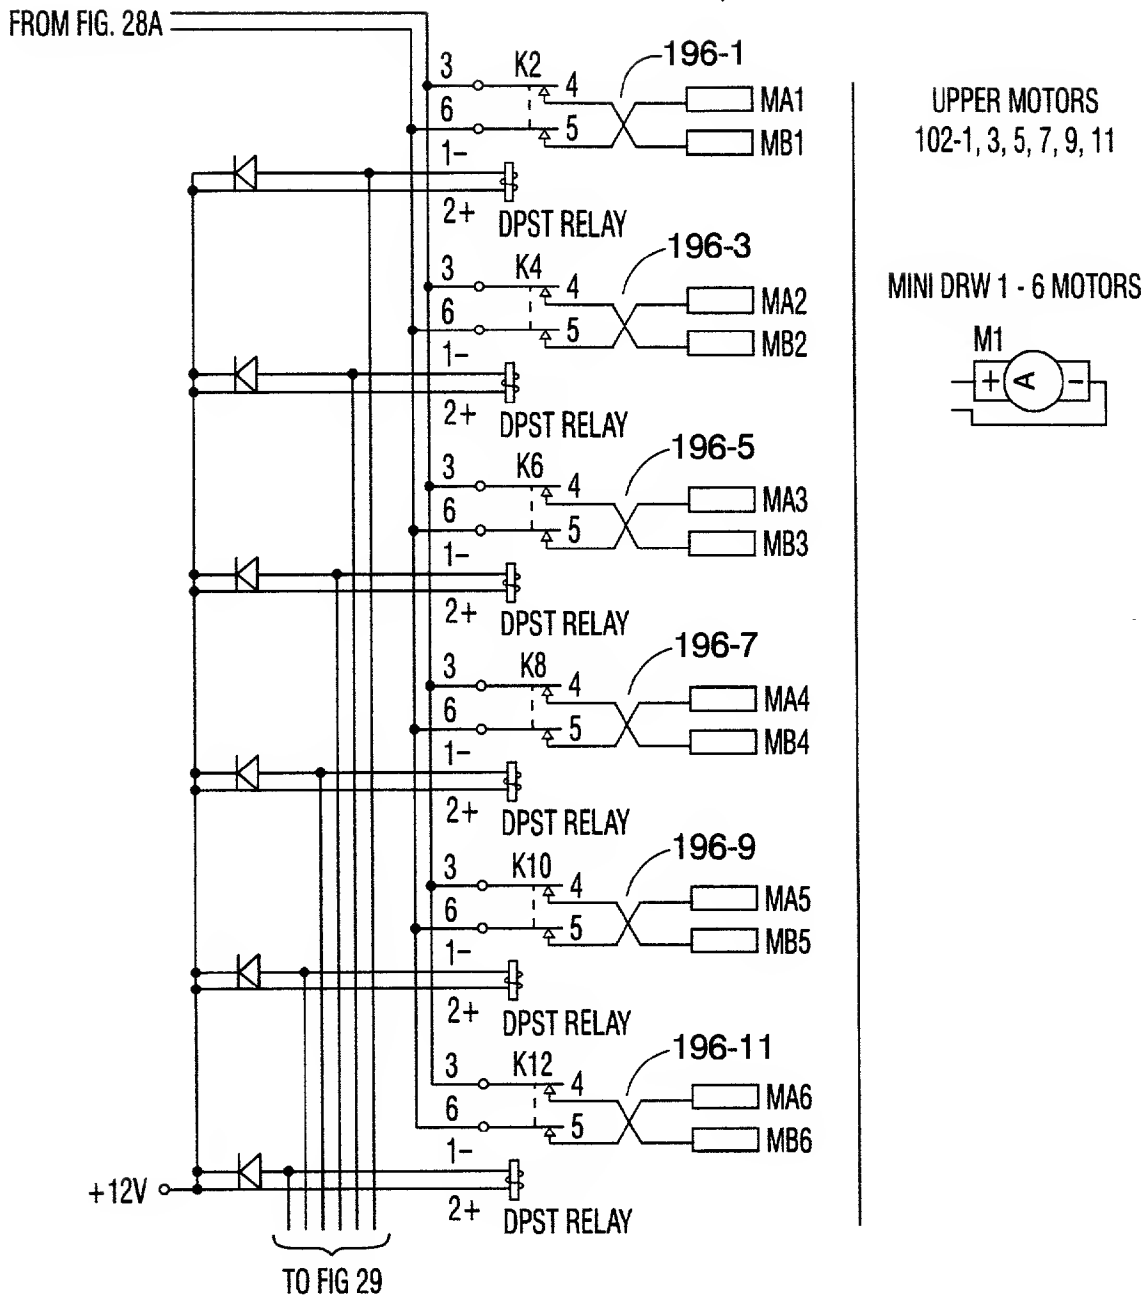 FROM FIG. 28A
3 K2 4 196-1
MA1
6 5
MB1
1–
2+ DPST RELAY
3 K4 4 196-3
MA2
6 5
MB2
1–
2+ DPST RELAY
3 K6 4 196-5
MA3
6 5
MB3
1–
2+ DPST RELAY
3 K8 4 196-7
MA4
6 5
MB4
1–
2+ DPST RELAY
3 K10 4 196-9
MA5
6 5
MB5
1–
2+ DPST RELAY
3 K12 4 196-11
MA6
6 5
MB6
1–
2+ DPST RELAY
+12V
TO FIG 29
UPPER MOTORS
102-1, 3, 5, 7, 9, 11
MINI DRW 1 - 6 MOTORS
M1
+ A –